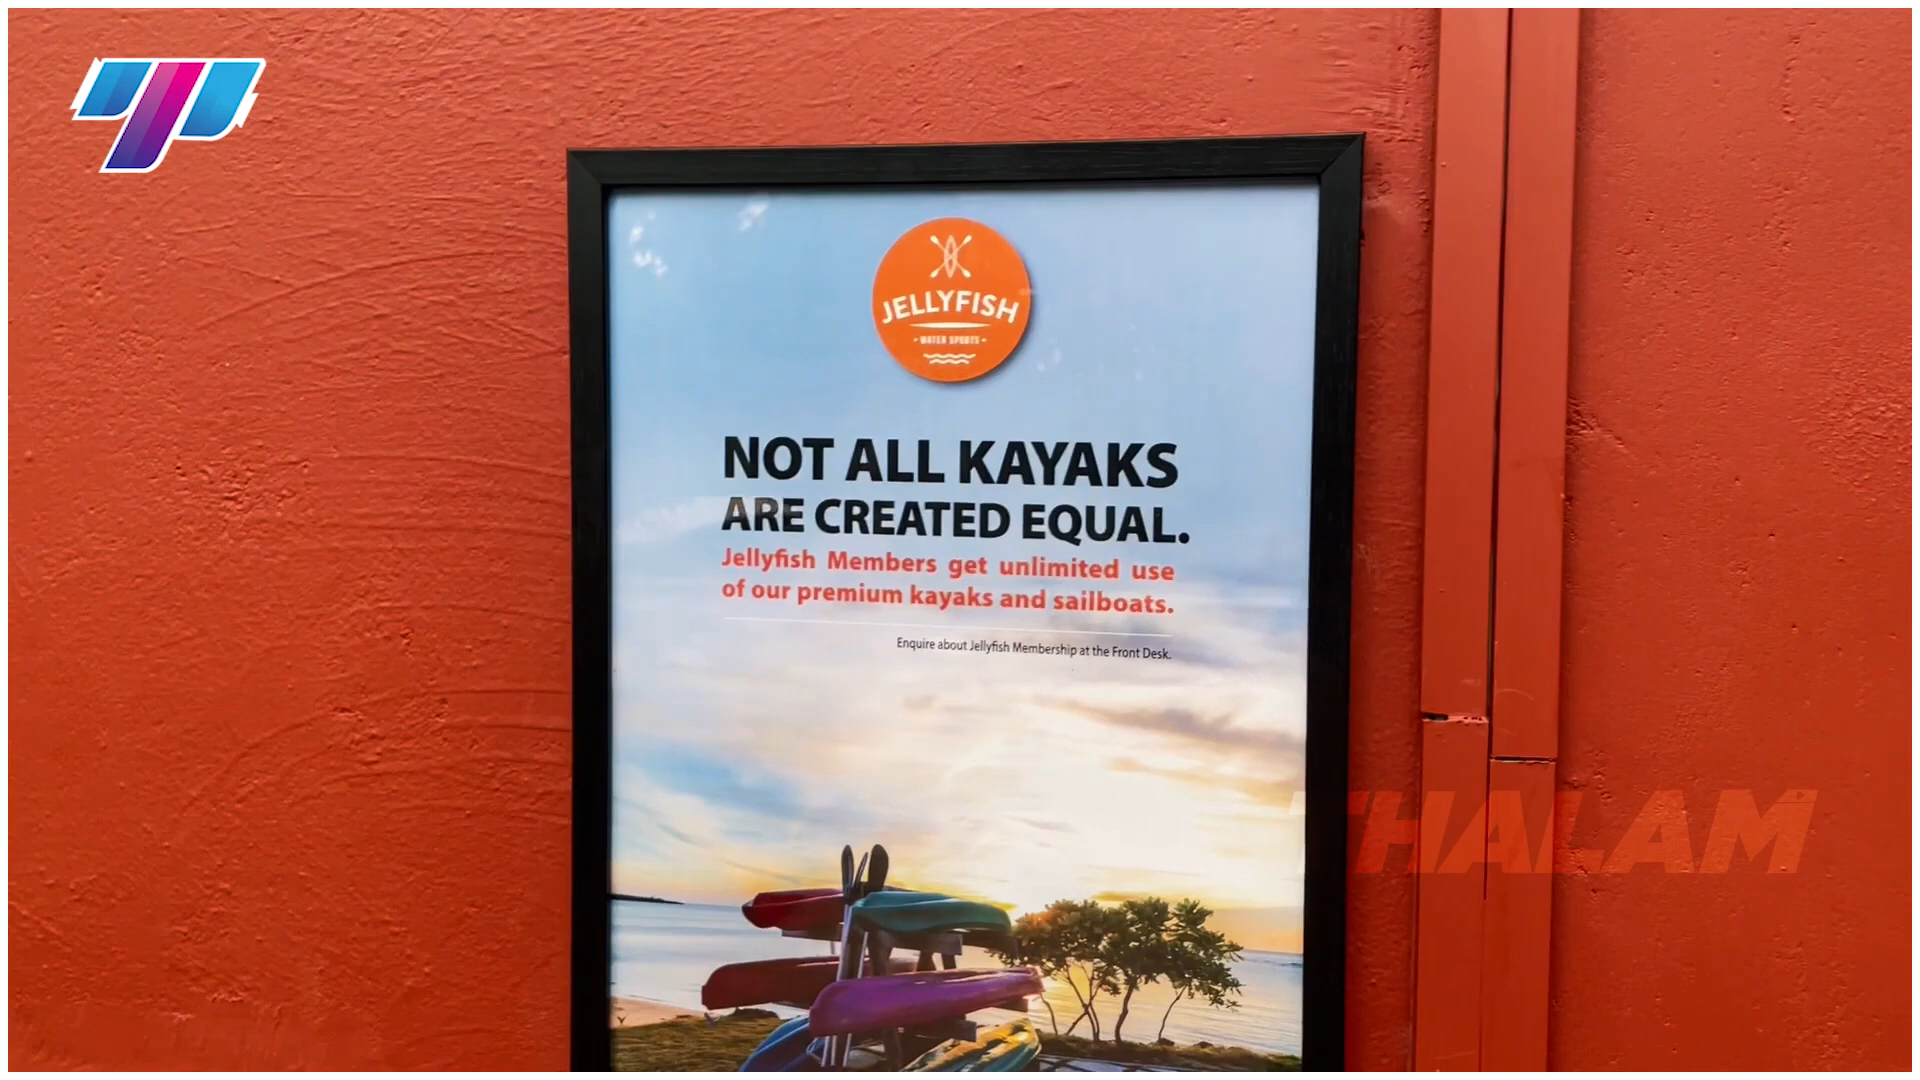 JELLYFISH
WATER SPORTS
NOT ALL KAYAKS
ARE CREATED EQUAL.
Jellyfish Members get unlimited use
of our premium kayaks and sailboats.
Enquire about Jellyfish Membership at the Front Desk.
THALAM